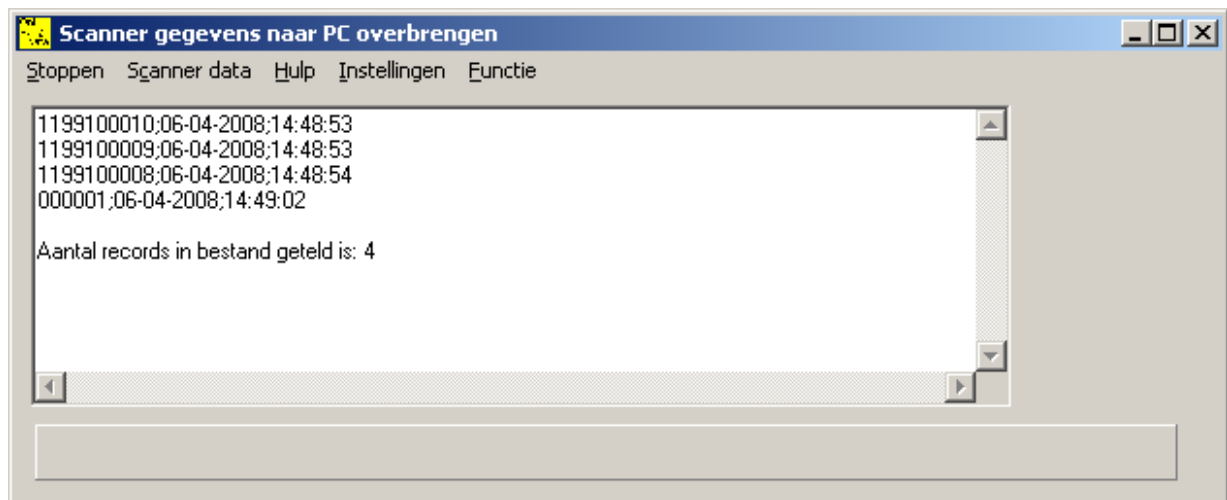 Scanner gegevens naar PC overbrengen
Stoppen Scanner data Hulp Instellingen Functie
1199100010;06-04-2008;14:48:53
1199100009;06-04-2008;14:48:53
1199100008;06-04-2008;14:48:54
000001;06-04-2008;14:49:02
Aantal records in bestand geteld is: 4